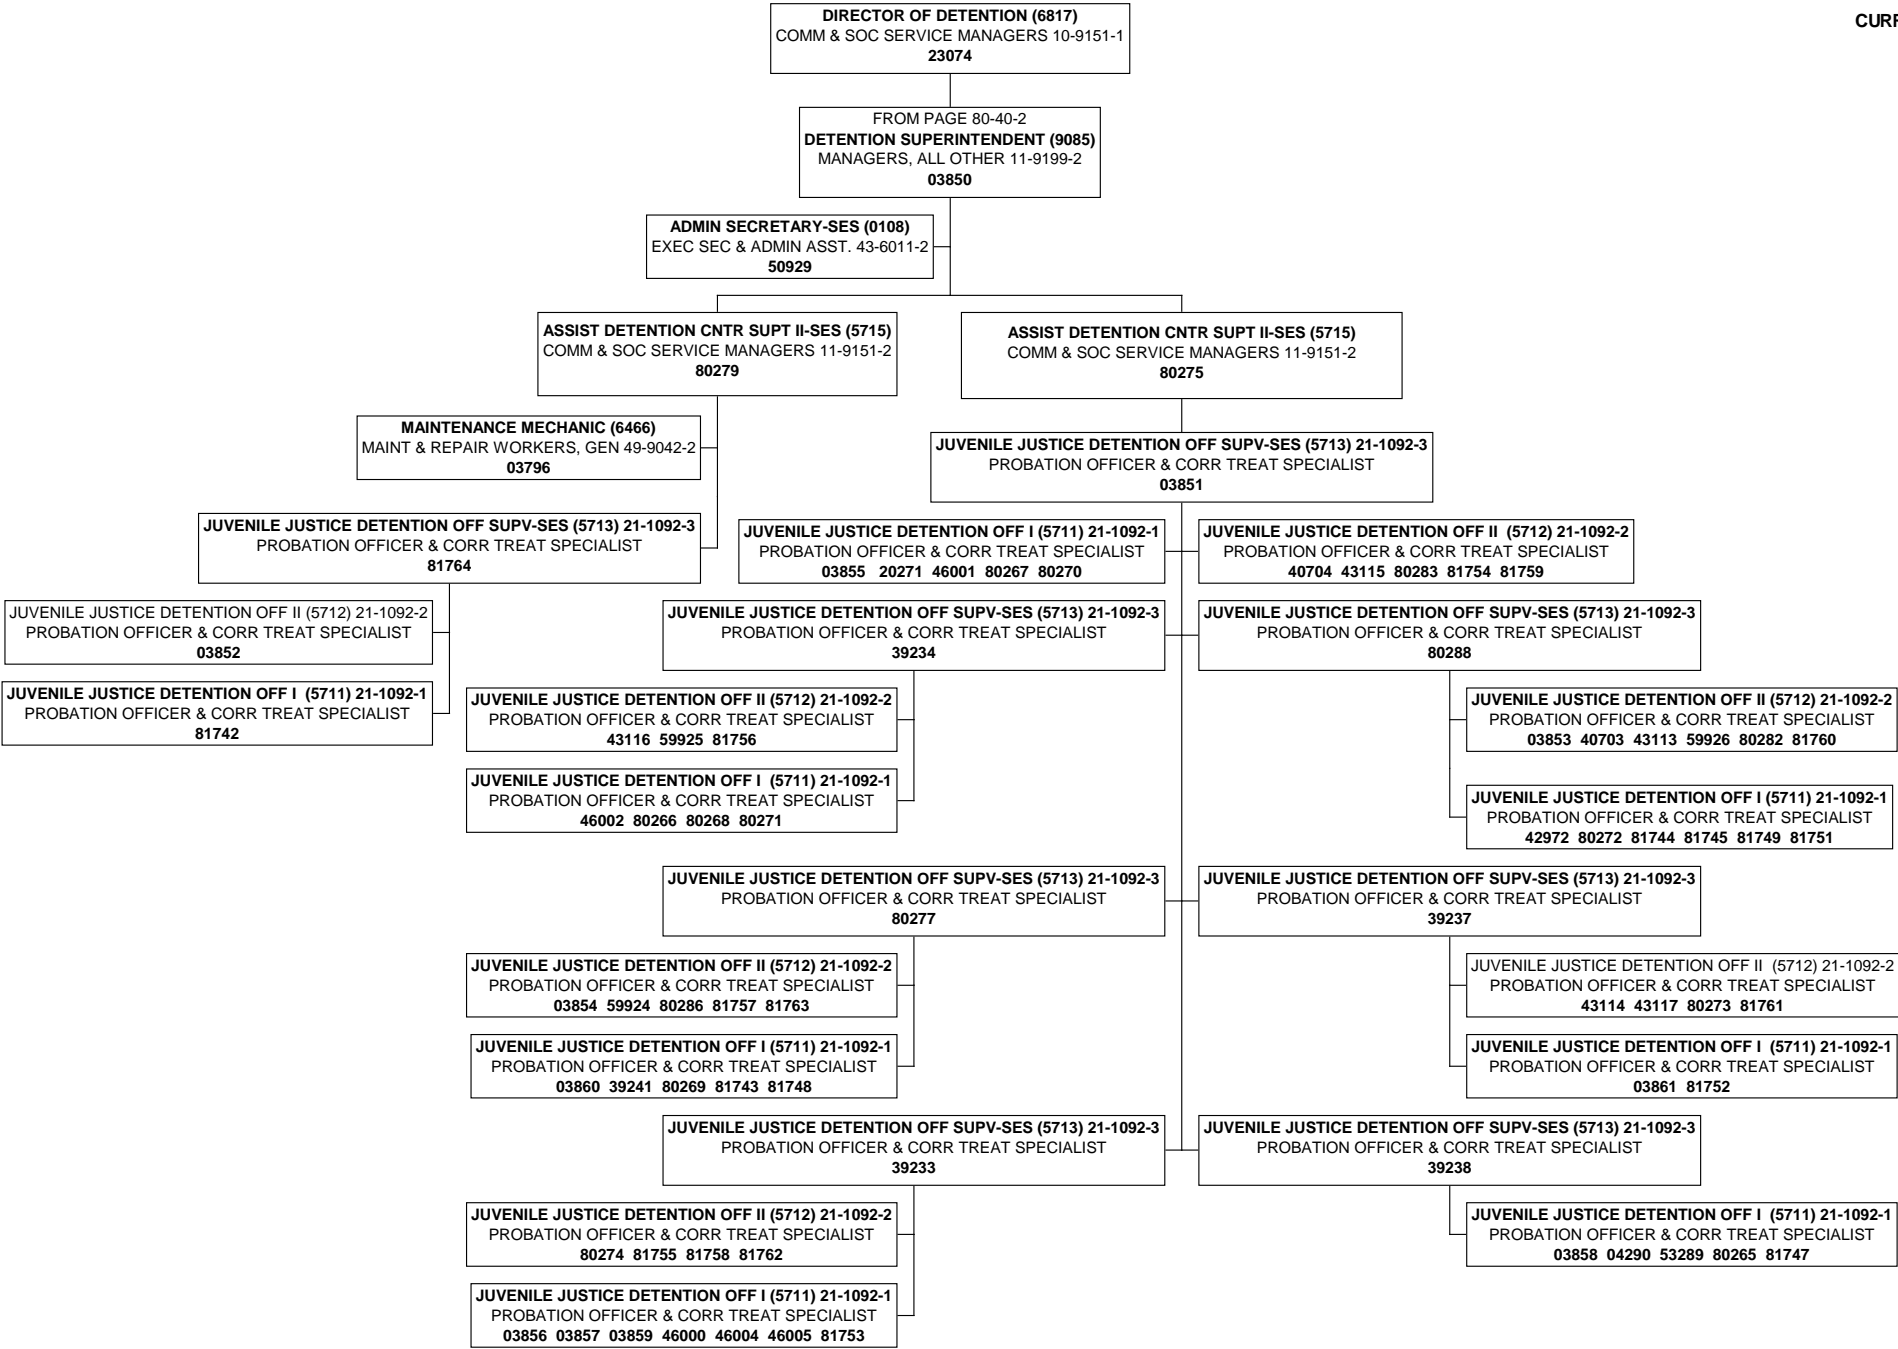 DIRECTOR OF DETENTION (6817)
COMM & SOC SERVICE MANAGERS 10-9151-1
23074
CURR
FROM PAGE 80-40-2
DETENTION SUPERINTENDENT (9085)
MANAGERS, ALL OTHER 11-9199-2
03850
ADMIN SECRETARY-SES (0108)
EXEC SEC & ADMIN ASST. 43-6011-2
50929
ASSIST DETENTION CNTR SUPT II-SES (5715)
COMM & SOC SERVICE MANAGERS 11-9151-2
80279
ASSIST DETENTION CNTR SUPT II-SES (5715)
COMM & SOC SERVICE MANAGERS 11-9151-2
80275
MAINTENANCE MECHANIC (6466)
MAINT & REPAIR WORKERS, GEN 49-9042-2
03796
JUVENILE JUSTICE DETENTION OFF SUPV-SES (5713) 21-1092-3
PROBATION OFFICER & CORR TREAT SPECIALIST
03851
JUVENILE JUSTICE DETENTION OFF SUPV-SES (5713) 21-1092-3
PROBATION OFFICER & CORR TREAT SPECIALIST
81764
JUVENILE JUSTICE DETENTION OFF I (5711) 21-1092-1
PROBATION OFFICER & CORR TREAT SPECIALIST
03855 20271 46001 80267 80270
JUVENILE JUSTICE DETENTION OFF II (5712) 21-1092-2
PROBATION OFFICER & CORR TREAT SPECIALIST
40704 43115 80283 81754 81759
JUVENILE JUSTICE DETENTION OFF II (5712) 21-1092-2
PROBATION OFFICER & CORR TREAT SPECIALIST
03852
JUVENILE JUSTICE DETENTION OFF SUPV-SES (5713) 21-1092-3
PROBATION OFFICER & CORR TREAT SPECIALIST
39234
JUVENILE JUSTICE DETENTION OFF SUPV-SES (5713) 21-1092-3
PROBATION OFFICER & CORR TREAT SPECIALIST
80288
JUVENILE JUSTICE DETENTION OFF I (5711) 21-1092-1
PROBATION OFFICER & CORR TREAT SPECIALIST
81742
JUVENILE JUSTICE DETENTION OFF II (5712) 21-1092-2
PROBATION OFFICER & CORR TREAT SPECIALIST
43116 59925 81756
JUVENILE JUSTICE DETENTION OFF II (5712) 21-1092-2
PROBATION OFFICER & CORR TREAT SPECIALIST
03853 40703 43113 59926 80282 81760
JUVENILE JUSTICE DETENTION OFF I (5711) 21-1092-1
PROBATION OFFICER & CORR TREAT SPECIALIST
46002 80266 80268 80271
JUVENILE JUSTICE DETENTION OFF I (5711) 21-1092-1
PROBATION OFFICER & CORR TREAT SPECIALIST
42972 80272 81744 81745 81749 81751
JUVENILE JUSTICE DETENTION OFF SUPV-SES (5713) 21-1092-3
PROBATION OFFICER & CORR TREAT SPECIALIST
80277
JUVENILE JUSTICE DETENTION OFF SUPV-SES (5713) 21-1092-3
PROBATION OFFICER & CORR TREAT SPECIALIST
39237
JUVENILE JUSTICE DETENTION OFF II (5712) 21-1092-2
PROBATION OFFICER & CORR TREAT SPECIALIST
03854 59924 80286 81757 81763
JUVENILE JUSTICE DETENTION OFF II (5712) 21-1092-2
PROBATION OFFICER & CORR TREAT SPECIALIST
43114 43117 80273 81761
JUVENILE JUSTICE DETENTION OFF I (5711) 21-1092-1
PROBATION OFFICER & CORR TREAT SPECIALIST
03860 39241 80269 81743 81748
JUVENILE JUSTICE DETENTION OFF I (5711) 21-1092-1
PROBATION OFFICER & CORR TREAT SPECIALIST
03861 81752
JUVENILE JUSTICE DETENTION OFF SUPV-SES (5713) 21-1092-3
PROBATION OFFICER & CORR TREAT SPECIALIST
39233
JUVENILE JUSTICE DETENTION OFF SUPV-SES (5713) 21-1092-3
PROBATION OFFICER & CORR TREAT SPECIALIST
39238
JUVENILE JUSTICE DETENTION OFF II (5712) 21-1092-2
PROBATION OFFICER & CORR TREAT SPECIALIST
80274 81755 81758 81762
JUVENILE JUSTICE DETENTION OFF I (5711) 21-1092-1
PROBATION OFFICER & CORR TREAT SPECIALIST
03858 04290 53289 80265 81747
JUVENILE JUSTICE DETENTION OFF I (5711) 21-1092-1
PROBATION OFFICER & CORR TREAT SPECIALIST
03856 03857 03859 46000 46004 46005 81753